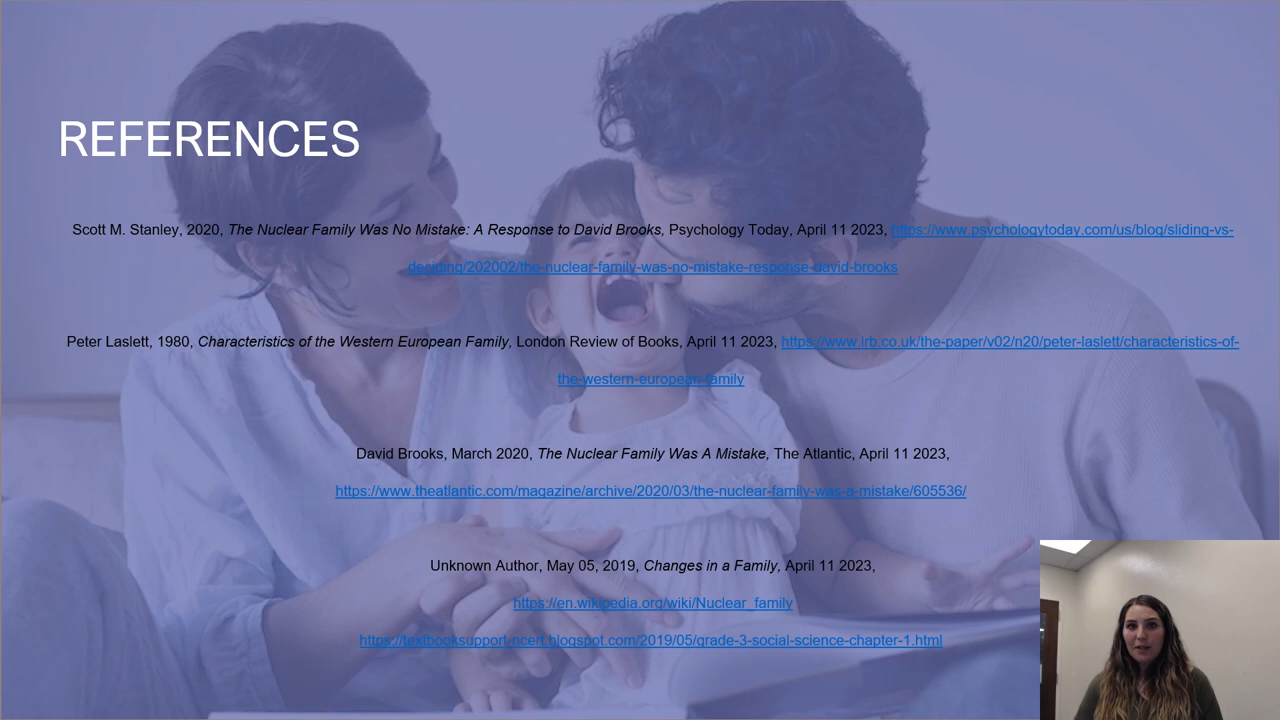 REFERENCES
Scott M. Stanley, 2020, The Nuclear Family Was No Mistake: A Response to David Brooks, Psychology Today, April 11 2023, https://www.psychologytoday.com/us/blog/sliding-vs-
deciding/202002/the-nuclear-family-was-no-mistake-response-david-brooks
Peter Laslett, 1980, Characteristics of the Western European Family, London Review of Books, April 11 2023, https://www.lrb.co.uk/the-paper/v02/n20/peter-laslett/characteristics-of-
the-western-european-family
David Brooks, March 2020, The Nuclear Family Was A Mistake, The Atlantic, April 11 2023,
https://www.theatlantic.com/magazine/archive/2020/03/the-nuclear-family-was-a-mistake/605536/
Unknown Author, May 05, 2019, Changes in a Family, April 11 2023,
https://en.wikipedia.org/wiki/Nuclear_family
https://textbooksupport-ncert.blogspot.com/2019/05/grade-3-social-science-chapter-1.html